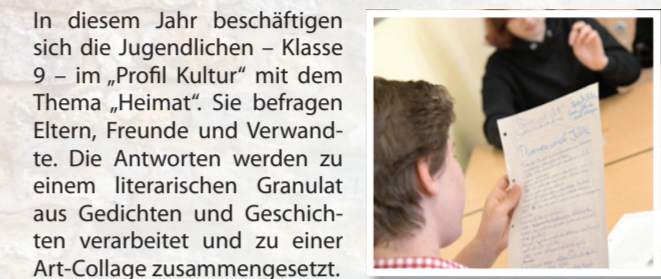 In diesem Jahr beschäftigen
sich die Jugendlichen – Klasse
9 – im „Profil Kultur“ mit dem
Thema „Heimat“. Sie befragen
Eltern, Freunde und Verwand-
te. Die Antworten werden zu
einem literarischen Granulat
aus Gedichten und Geschich-
ten verarbeitet und zu einer
Art-Collage zusammengesetzt.